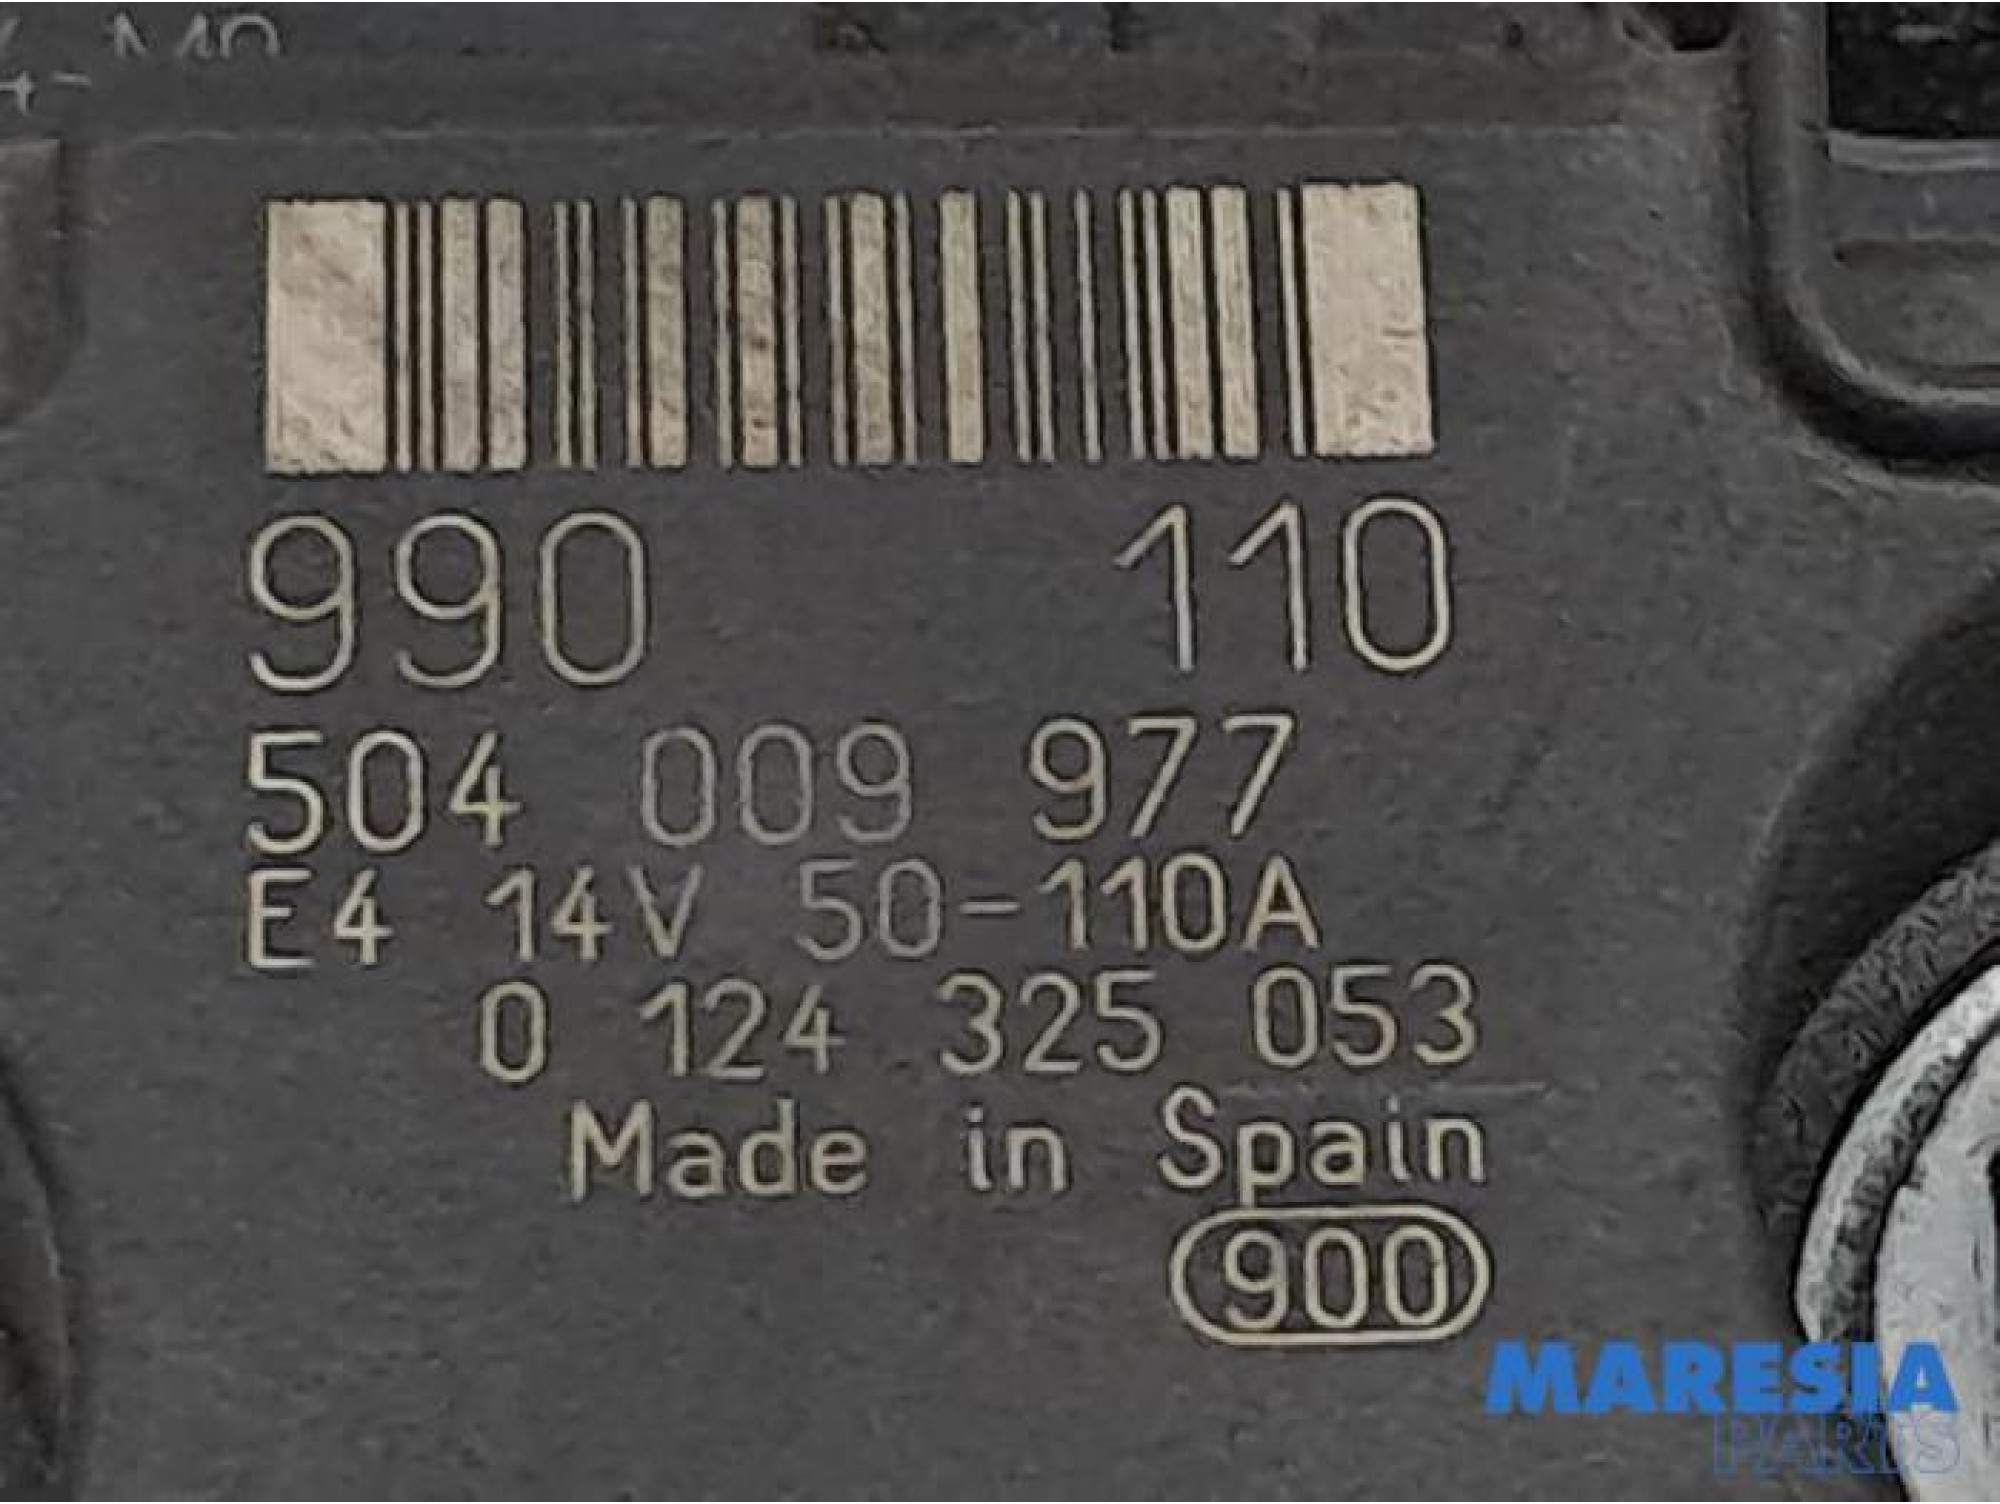 990 110
504 009 977
E4 14V 50-110A
0 124 325 053
Made in Spain
900
MARESIA
PARTS